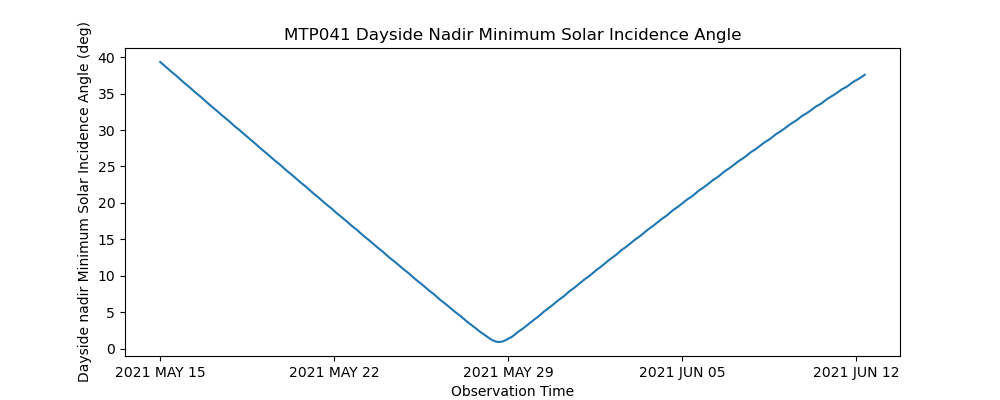 MTP041 Dayside Nadir Minimum Solar Incidence Angle
Dayside nadir Minimum Solar Incidence Angle (deg)
40
35
30
25
20
15
10
5
0
2021 MAY 15
2021 MAY 22
2021 MAY 29
2021 JUN 05
2021 JUN 12
Observation Time